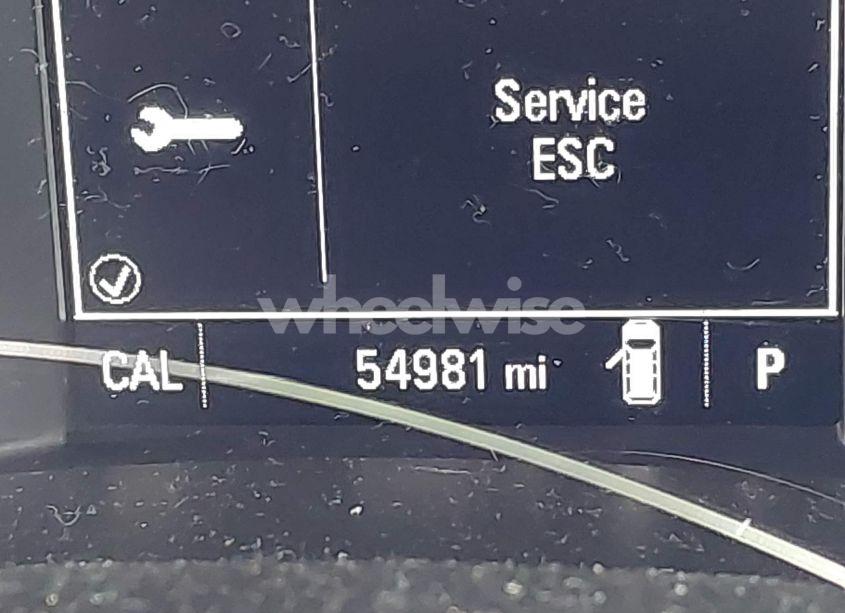 Service
ESC
wheelwise
CAL 54981 mi P